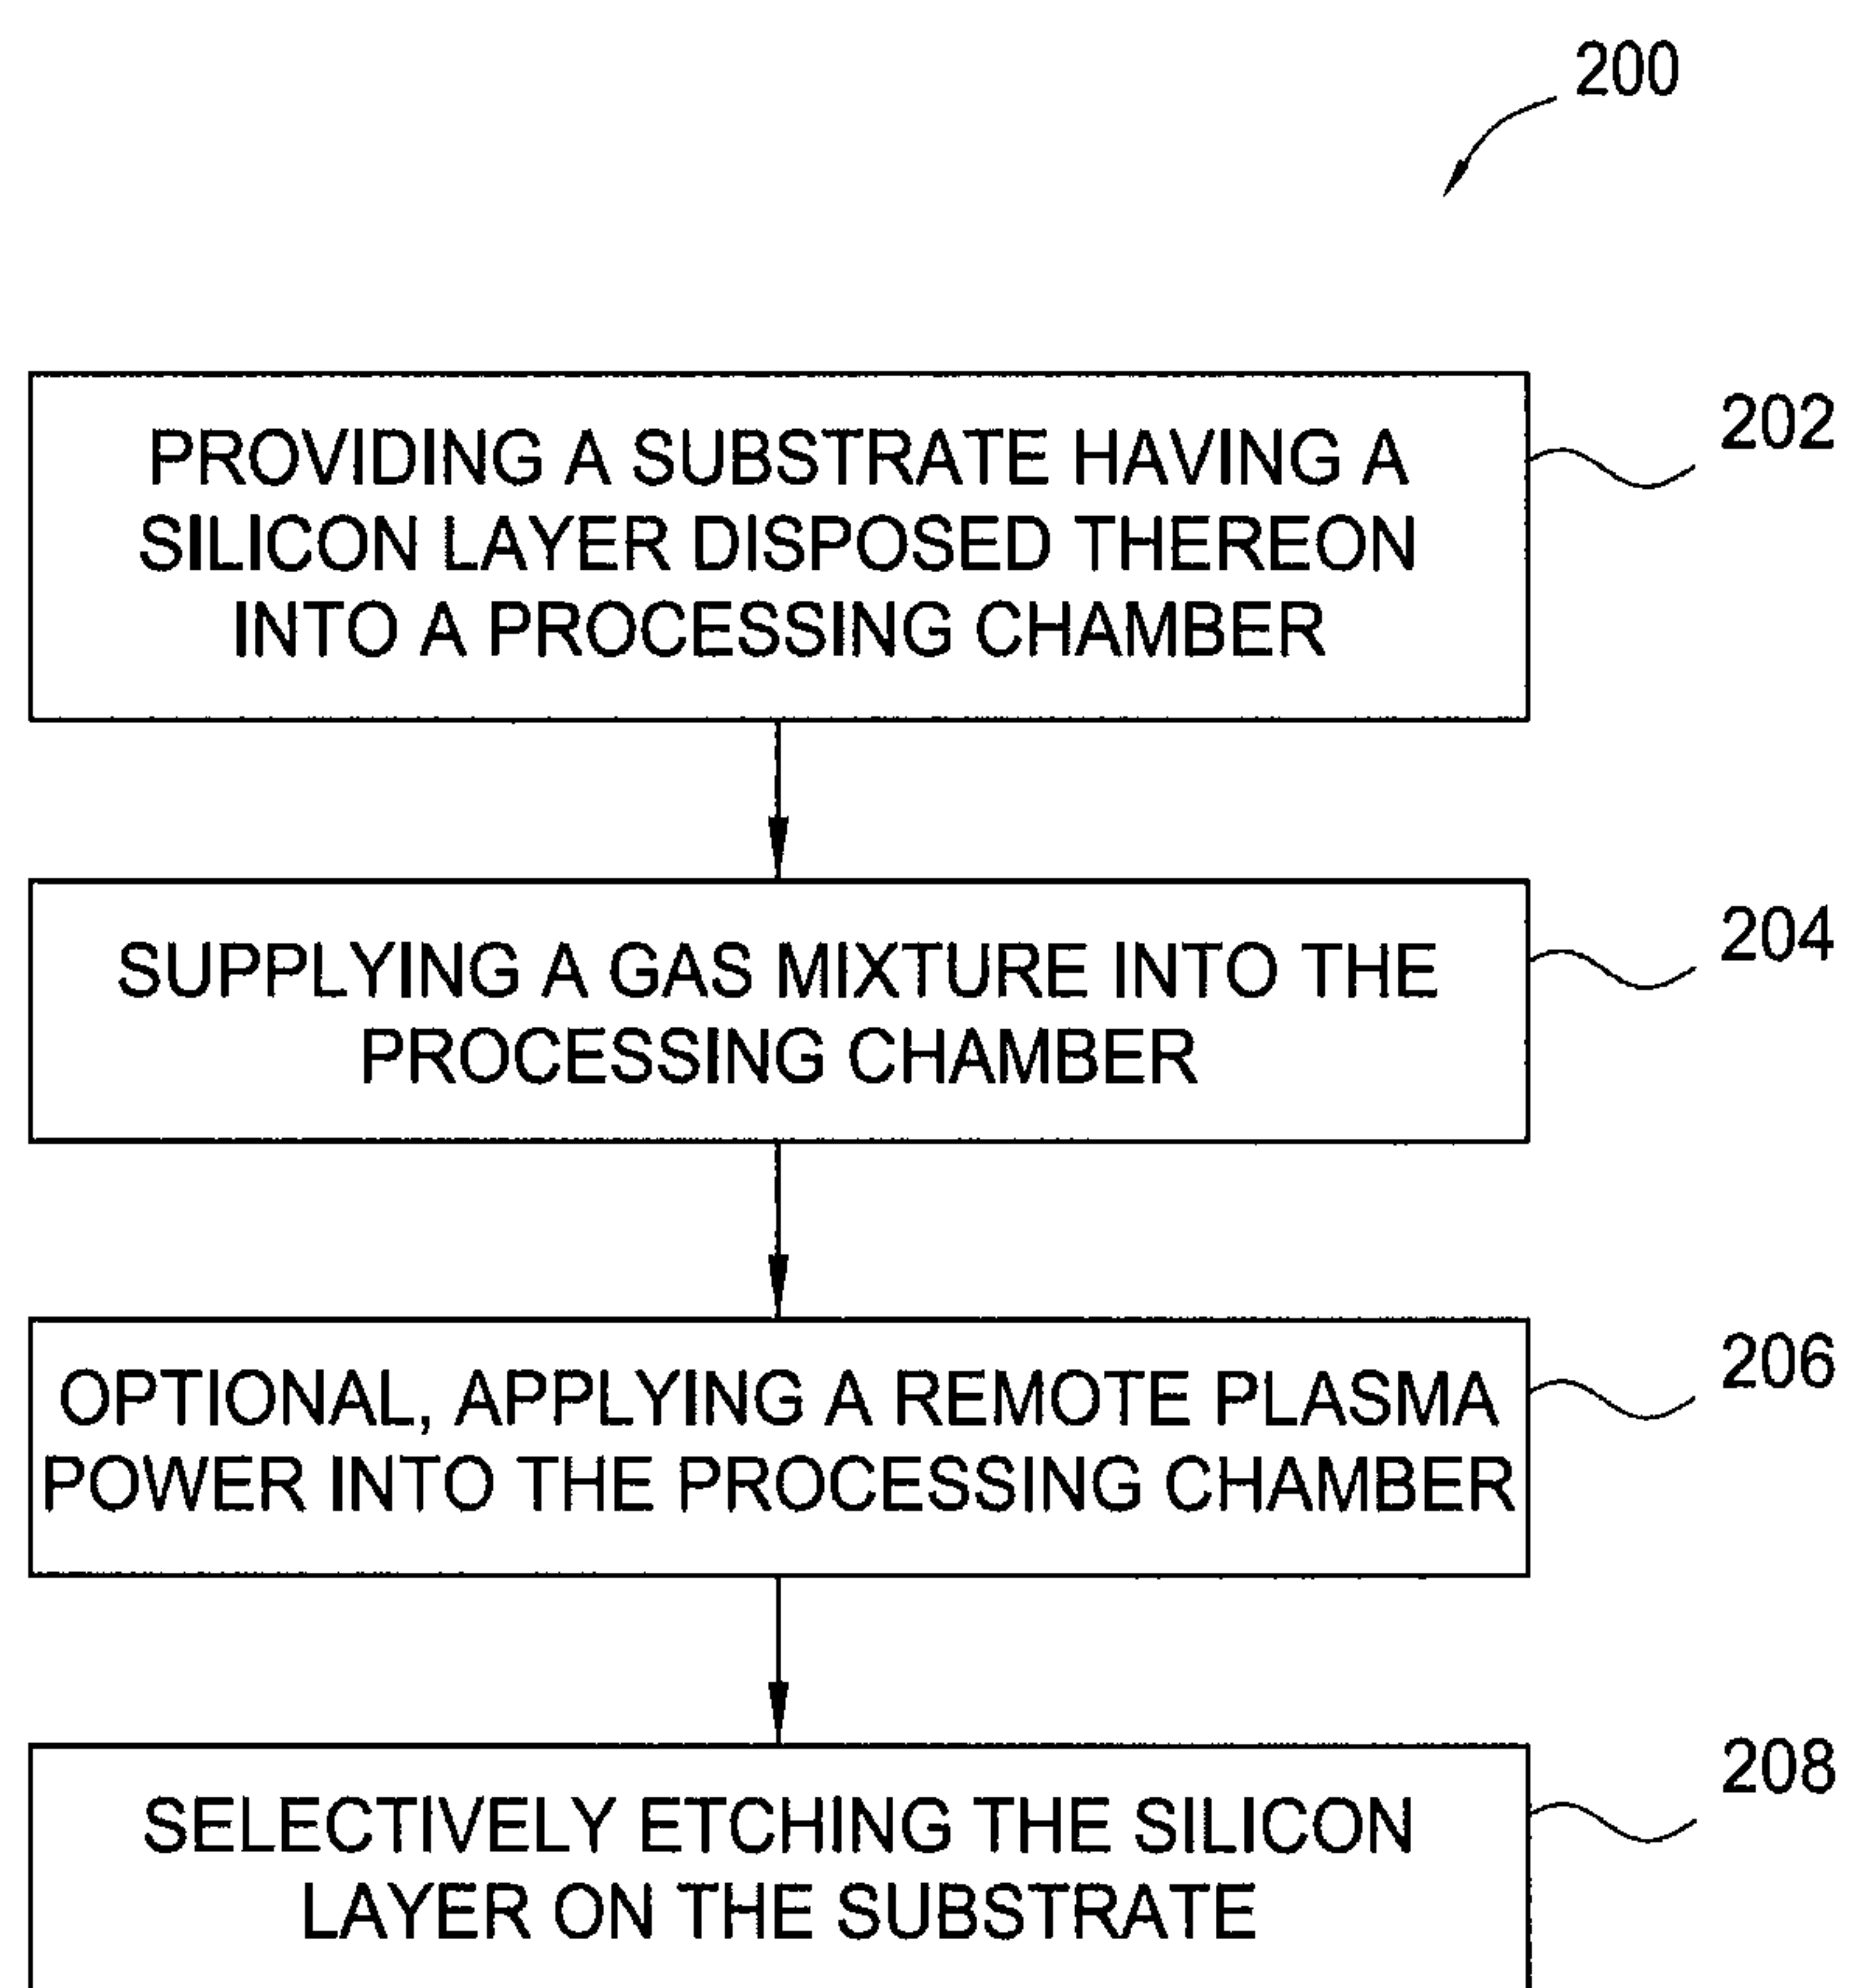 200
PROVIDING A SUBSTRATE HAVING A
SILICON LAYER DISPOSED THEREON
INTO A PROCESSING CHAMBER
202
SUPPLYING A GAS MIXTURE INTO THE
PROCESSING CHAMBER
204
OPTIONAL, APPLYING A REMOTE PLASMA
POWER INTO THE PROCESSING CHAMBER
206
SELECTIVELY ETCHING THE SILICON
LAYER ON THE SUBSTRATE
208